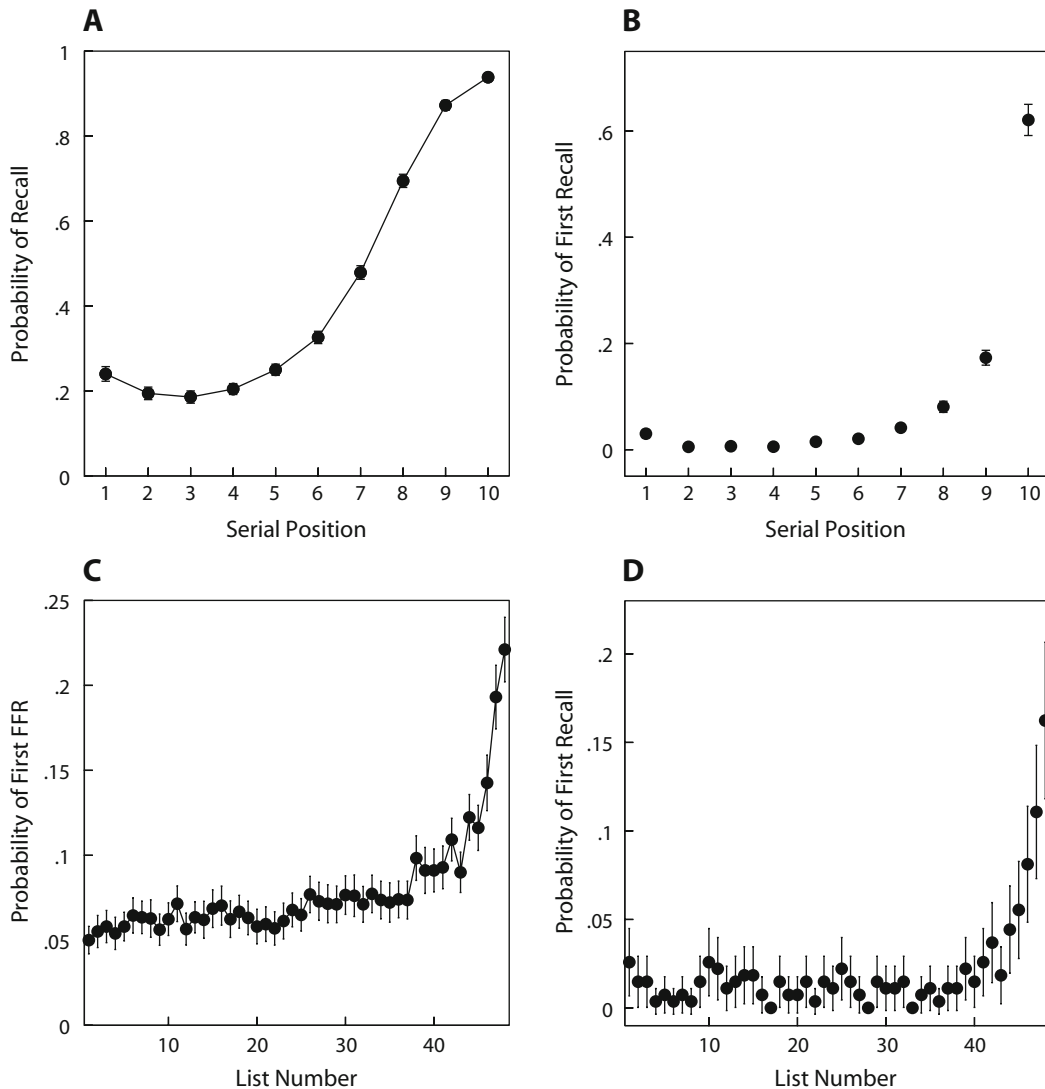 A
Probability of Recall
1
.8
.6
.4
.2
0
1 2 3 4 5 6 7 8 9 10
Serial Position
B
Probability of First Recall
.6
.4
.2
0
1 2 3 4 5 6 7 8 9 10
Serial Position
C
Probability of First FFR
.25
.2
.15
.1
.05
0
10 20 30 40
List Number
D
Probability of First Recall
.2
.15
.1
.05
0
10 20 30 40
List Number